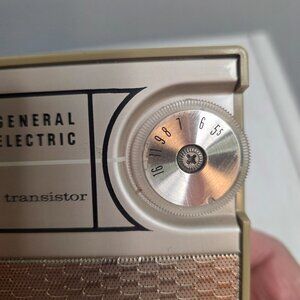 GENERAL
ELECTRIC
transistor
55 6 7 8 9 11 16